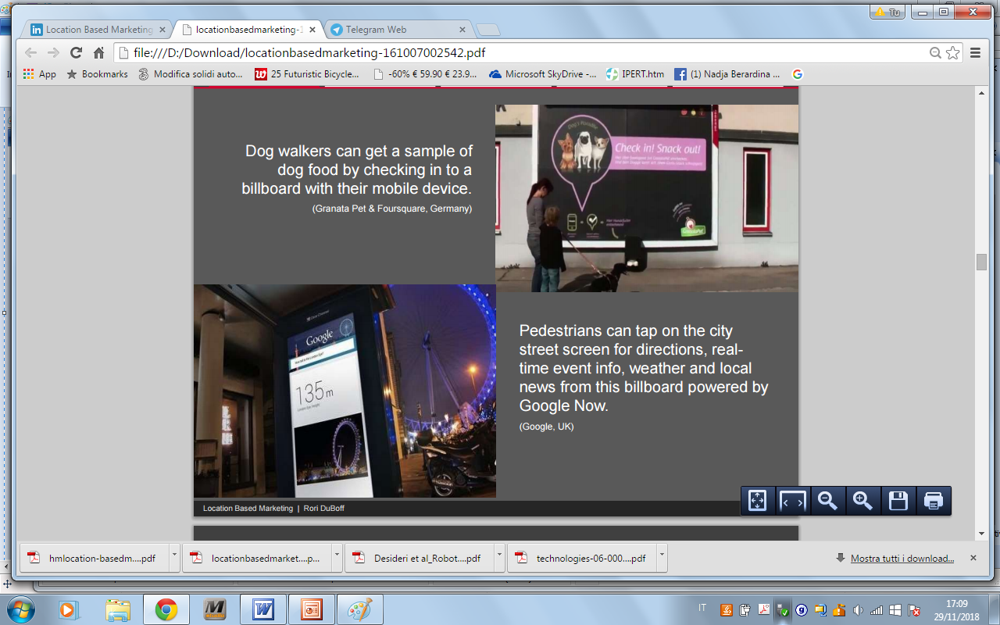 Tu
Location Based Marketing
locationbasedmarketing-1
Telegram Web
file:///D:/Download/locationbasedmarketing-161007002542.pdf
App
Bookmarks
Modifica solidi auto...
25 Futuristic Bicycle...
-60% € 59.90 € 23.9...
Microsoft SkyDrive -...
IPERT.htm
(1) Nadja Berardina ...
Dog walkers can get a sample of
dog food by checking in to a
billboard with their mobile device.
(Granata Pet & Foursquare, Germany)
Dog's Paradise
Check in! Snack out!
Google
135 m
London Eye Height
Pedestrians can tap on the city
street screen for directions, real-
time event info, weather and local
news from this billboard powered by
Google Now.
(Google, UK)
Location Based Marketing | Rori DuBoff
hmlocation-basedm....pdf
locationbasedmarket....p...
Desideri et al_Robot....pdf
technologies-06-000....pdf
Mostra tutti i download...
IT
17:09
29/11/2018